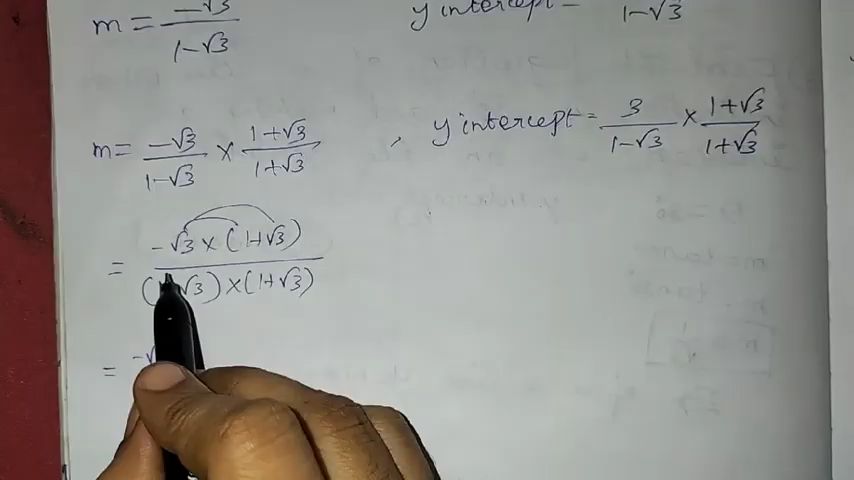 m = -√3 / 1-√3 y intercept = 1-√3
m = -√3 / 1-√3 × 1+√3 / 1+√3 , y intercept = 3 / 1-√3 × 1+√3 / 1+√3
= -√3 × (1+√3) / ( √3) × (1+√3)
= -√